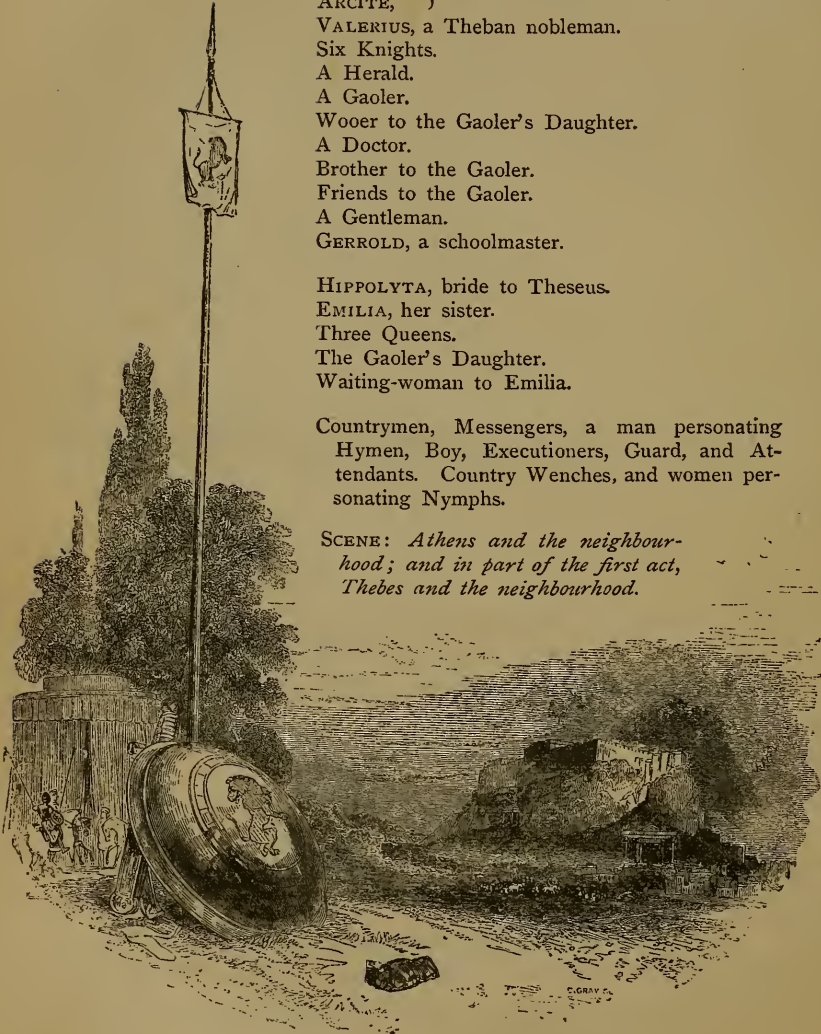 ARCITE, }
VALERIUS, a Theban nobleman.
Six Knights.
A Herald.
A Gaoler.
Wooer to the Gaoler's Daughter.
A Doctor.
Brother to the Gaoler.
Friends to the Gaoler.
A Gentleman.
GERROLD, a schoolmaster.
HIPPOLYTA, bride to Theseus.
EMILIA, her sister.
Three Queens.
The Gaoler's Daughter.
Waiting-woman to Emilia.
Countrymen, Messengers, a man personating
Hymen, Boy, Executioners, Guard, and At-
tendants. Country Wenches, and women per-
sonating Nymphs.
SCENE: Athens and the neighbour-
hood; and in part of the first act,
Thebes and the neighbourhood.
C.GRAY